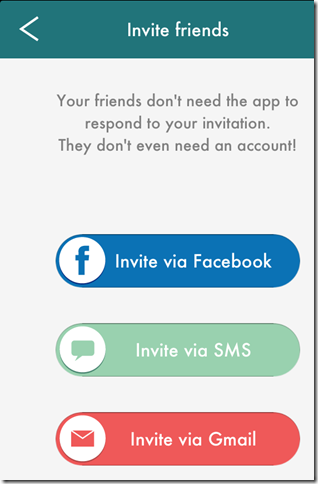 Invite friends
Your friends don't need the app to
respond to your invitation.
They don't even need an account!
Invite via Facebook
Invite via SMS
Invite via Gmail